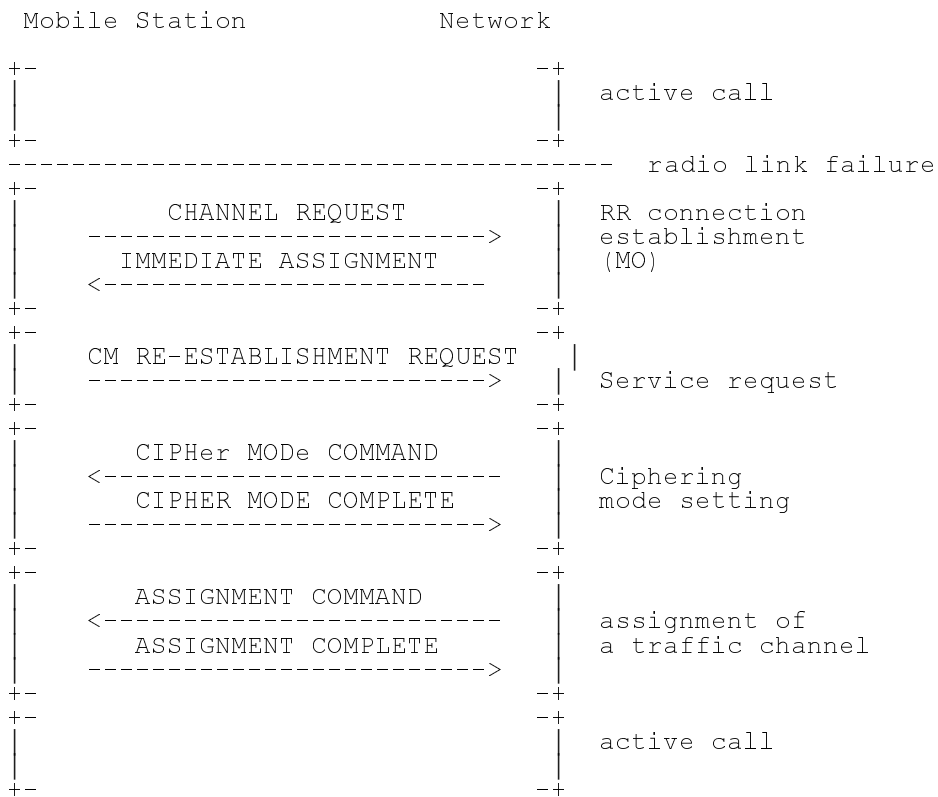 Mobile Station Network
active call
radio link failure
CHANNEL REQUEST RR connection
establishment
IMMEDIATE ASSIGNMENT (MO)
CM RE-ESTABLISHMENT REQUEST
Service request
CIPHer MODe COMMAND
Ciphering
CIPHER MODE COMPLETE mode setting
ASSIGNMENT COMMAND
assignment of
ASSIGNMENT COMPLETE a traffic channel
active call